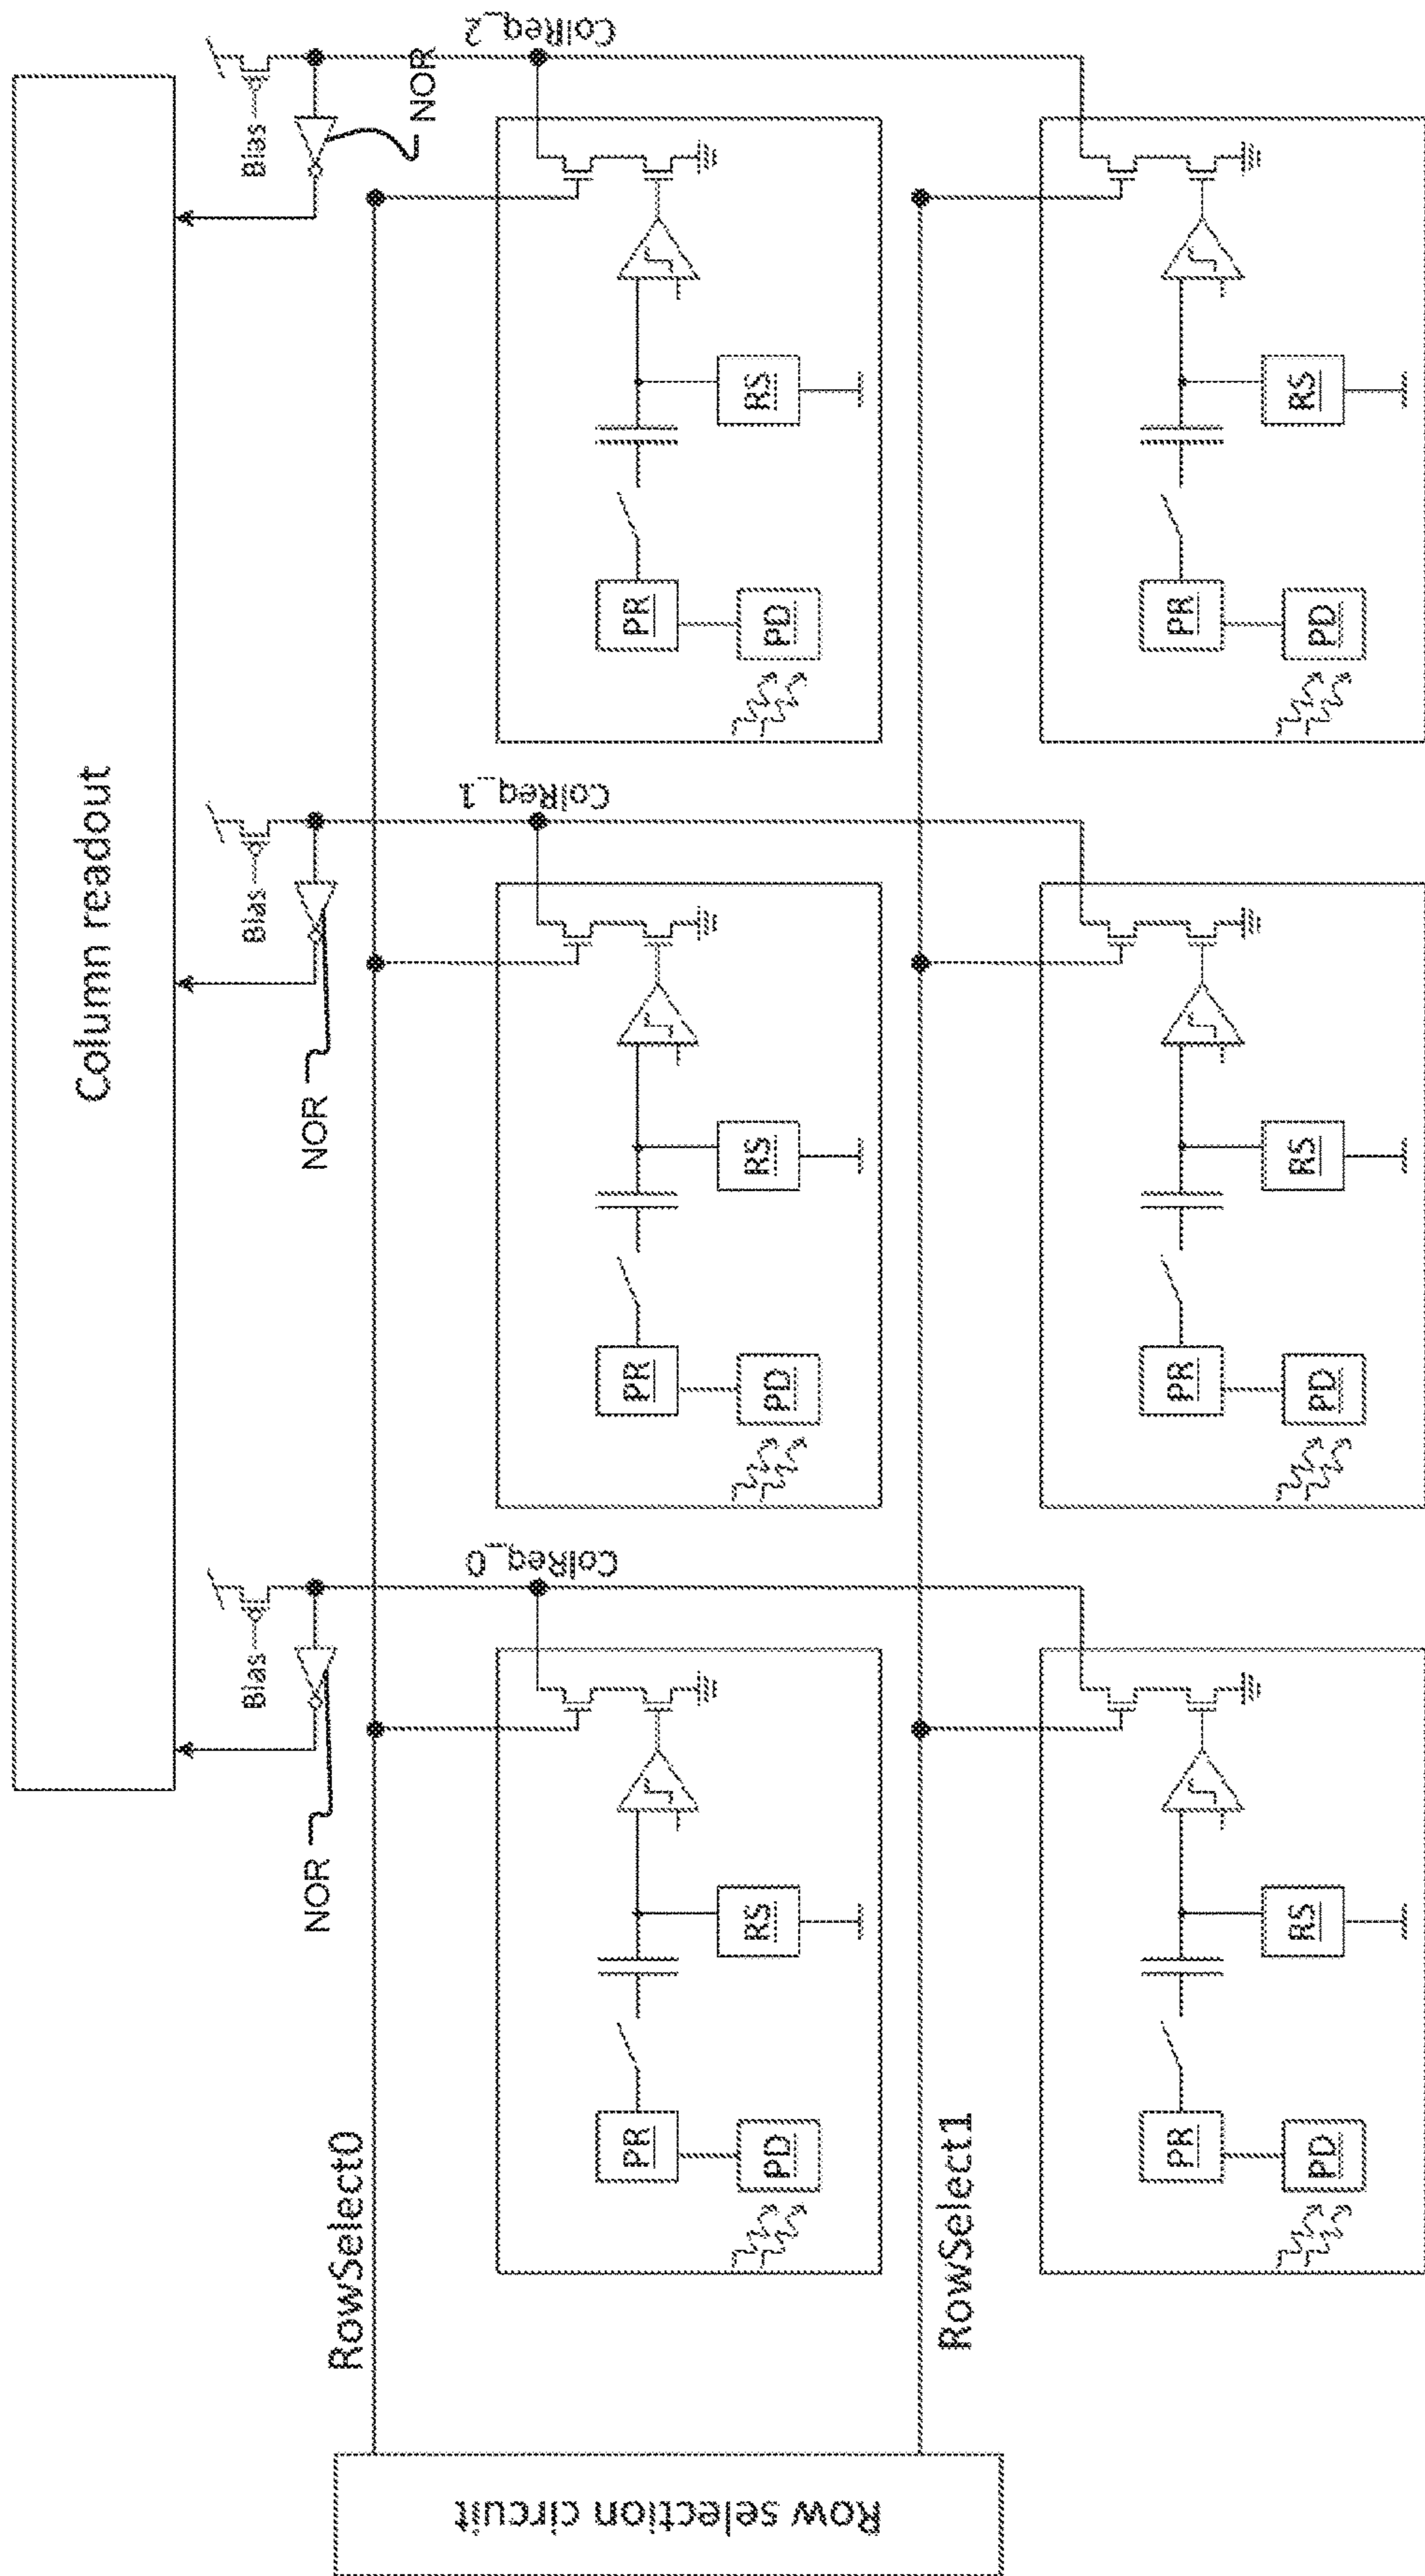 Column readout
Bias
Bias
Bias
NOR
NOR
NOR
ColReq_0
ColReq_1
ColReq_2
RowSelect0
PR
RS
PD
PR
RS
PD
PR
RS
PD
Row selection circuit
RowSelect1
PR
RS
PD
PR
RS
PD
PR
RS
PD